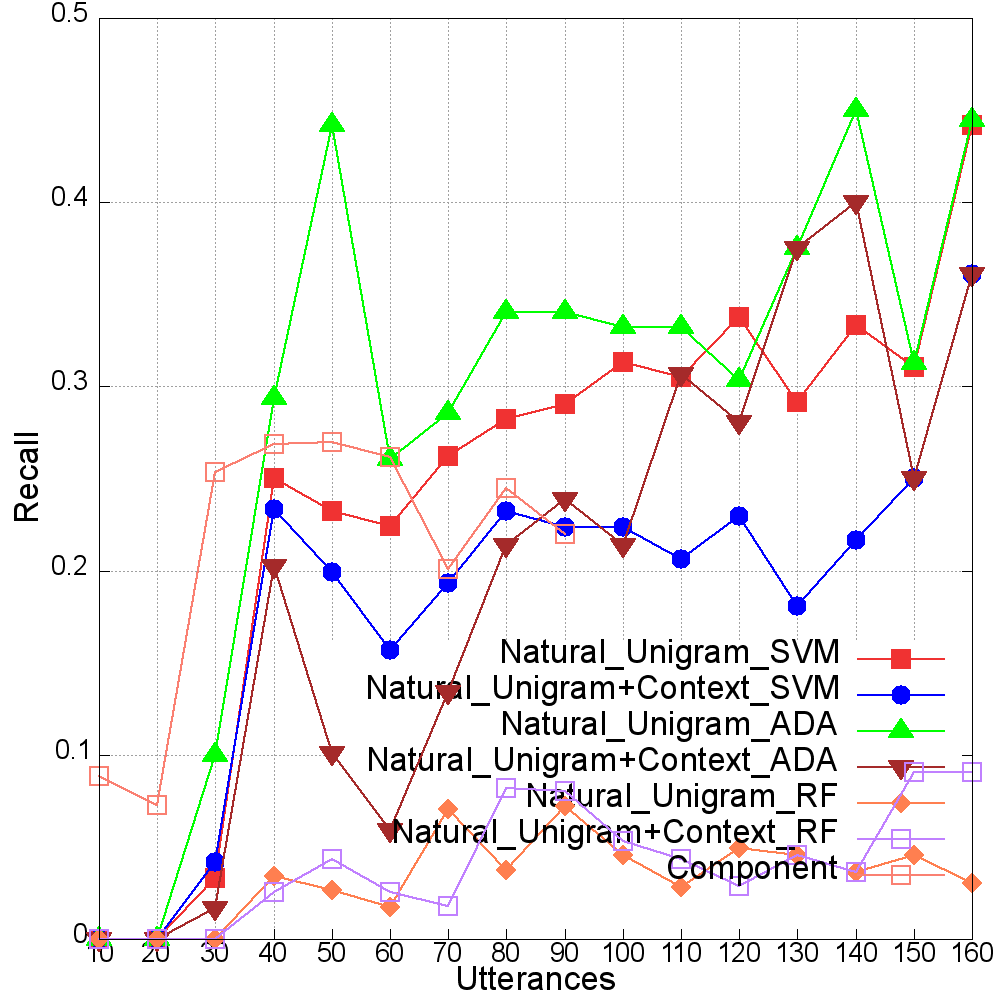 0.5
0.4
0.3
0.2
0.1
0
Recall
10 20 30 40 50 60 70 80 90 100 110 120 130 140 150 160
Utterances
Natural_Unigram_SVM
Natural_Unigram+Context_SVM
Natural_Unigram_ADA
Natural_Unigram+Context_ADA
Natural_Unigram_RF
Natural_Unigram+Context_RF
Component